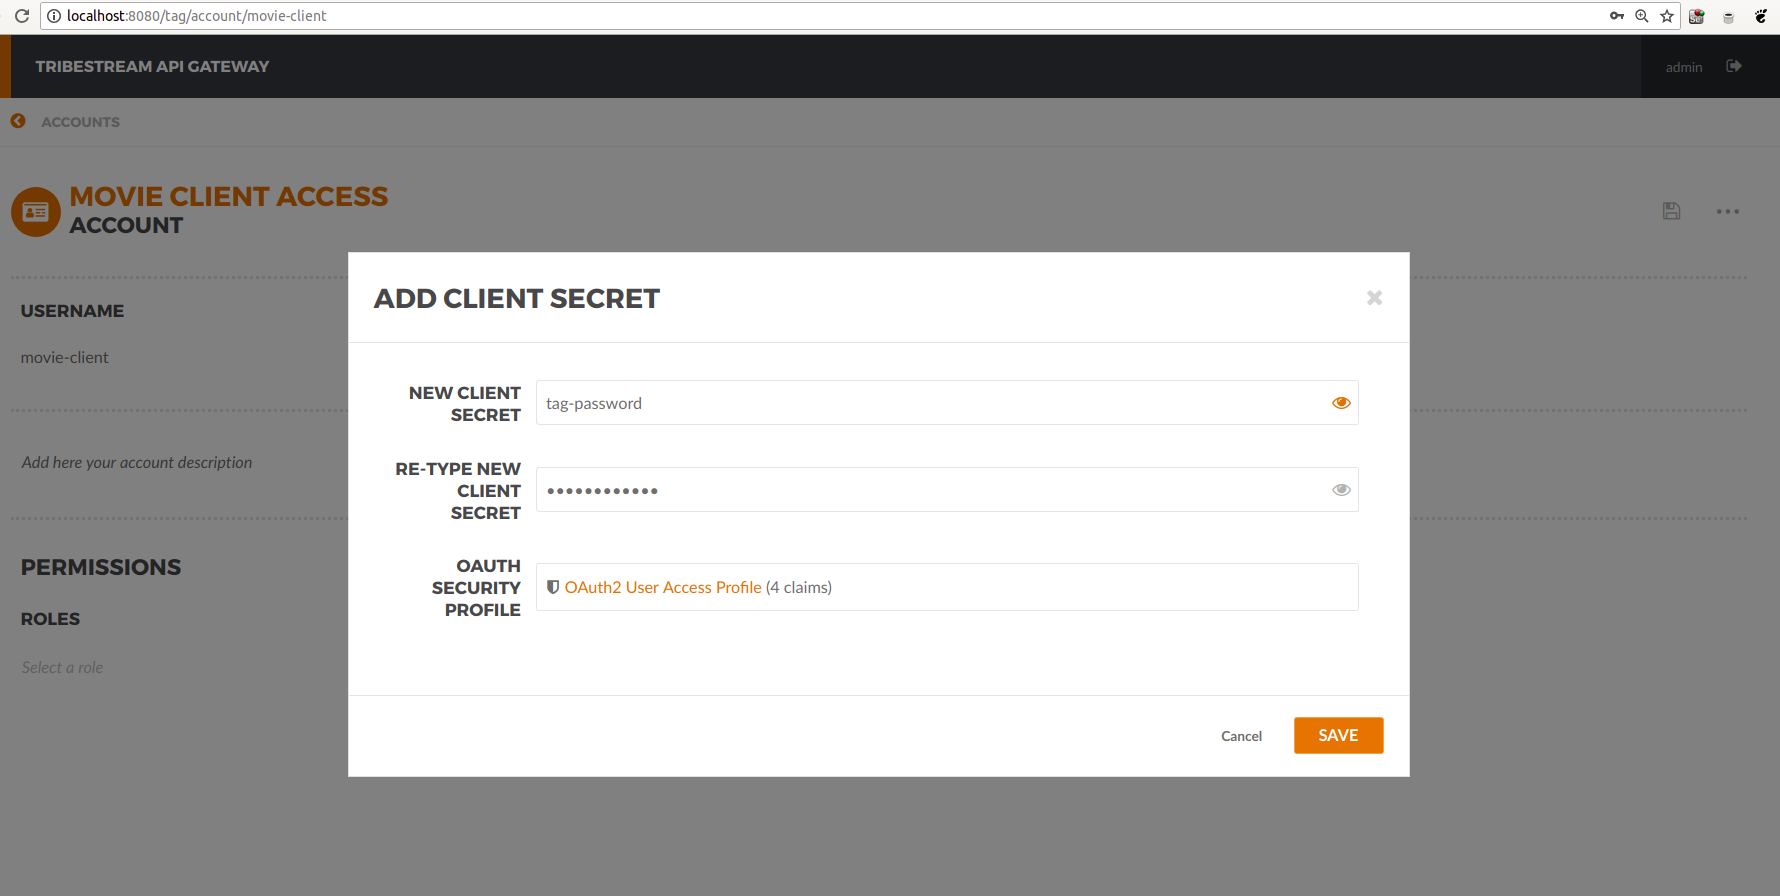 localhost:8080/tag/account/movie-client
TRIBESTREAM API GATEWAY
admin
ACCOUNTS
MOVIE CLIENT ACCESS
ACCOUNT
USERNAME
movie-client
Add here your account description
PERMISSIONS
ROLES
Select a role
ADD CLIENT SECRET
NEW CLIENT
SECRET
tag-password
RE-TYPE NEW
CLIENT
SECRET
••••••••••••
OAUTH
SECURITY
PROFILE
OAuth2 User Access Profile (4 claims)
Cancel
SAVE